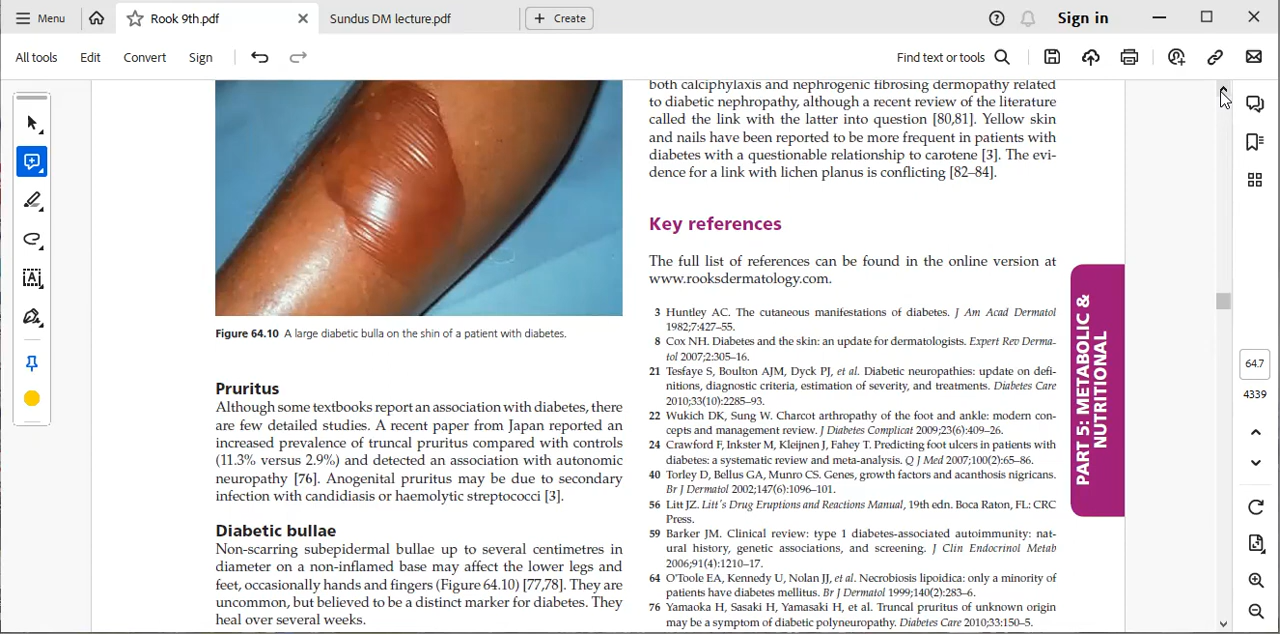 Menu
Rook 9th.pdf
Sundus DM lecture.pdf
Create
Sign in
All tools
Edit
Convert
Sign
Find text or tools
Figure 64.10 A large diabetic bulla on the shin of a patient with diabetes.
Pruritus
Although some textbooks report an association with diabetes, there
are few detailed studies. A recent paper from Japan reported an
increased prevalence of truncal pruritus compared with controls
(11.3% versus 2.9%) and detected an association with autonomic
neuropathy [76]. Anogenital pruritus may be due to secondary
infection with candidiasis or haemolytic streptococci [3].
Diabetic bullae
Non-scarring subepidermal bullae up to several centimetres in
diameter on a non-inflamed base may affect the lower legs and
feet, occasionally hands and fingers (Figure 64.10) [77,78]. They are
uncommon, but believed to be a distinct marker for diabetes. They
heal over several weeks.
both calciphylaxis and nephrogenic fibrosing dermopathy related
to diabetic nephropathy, although a recent review of the literature
called the link with the latter into question [80,81]. Yellow skin
and nails have been reported to be more frequent in patients with
diabetes with a questionable relationship to carotene [3]. The evi-
dence for a link with lichen planus is conflicting [82–84].
Key references
The full list of references can be found in the online version at
www.rooksdermatology.com.
3 Huntley AC. The cutaneous manifestations of diabetes. J Am Acad Dermatol
1982;7:427–55.
8 Cox NH. Diabetes and the skin: an update for dermatologists. Expert Rev Derma-
tol 2007;2:305–16.
21 Tesfaye S, Boulton AJM, Dyck PJ, et al. Diabetic neuropathies: update on defi-
nitions, diagnostic criteria, estimation of severity, and treatments. Diabetes Care
2010;33(10):2285–93.
22 Wukich DK, Sung W. Charcot arthropathy of the foot and ankle: modern con-
cepts and management review. J Diabetes Complicat 2009;23(6):409–26.
24 Crawford F, Inkster M, Kleijnen J, Fahey T. Predicting foot ulcers in patients with
diabetes: a systematic review and meta-analysis. Q J Med 2007;100(2):65–86.
40 Torley D, Bellus GA, Munro CS. Genes, growth factors and acanthosis nigricans.
Br J Dermatol 2002;147(6):1096–101.
56 Litt JZ. Litt's Drug Eruptions and Reactions Manual, 19th edn. Boca Raton, FL: CRC
Press.
59 Barker JM. Clinical review: type 1 diabetes-associated autoimmunity: nat-
ural history, genetic associations, and screening. J Clin Endocrinol Metab
2006;91(4):1210–17.
64 O'Toole EA, Kennedy U, Nolan JJ, et al. Necrobiosis lipoidica: only a minority of
patients have diabetes mellitus. Br J Dermatol 1999;140(2):283–6.
76 Yamaoka H, Sasaki H, Yamasaki H, et al. Truncal pruritus of unknown origin
may be a symptom of diabetic polyneuropathy. Diabetes Care 2010;33:150–5.
PART 5: METABOLIC &
NUTRITIONAL
64.7
4339